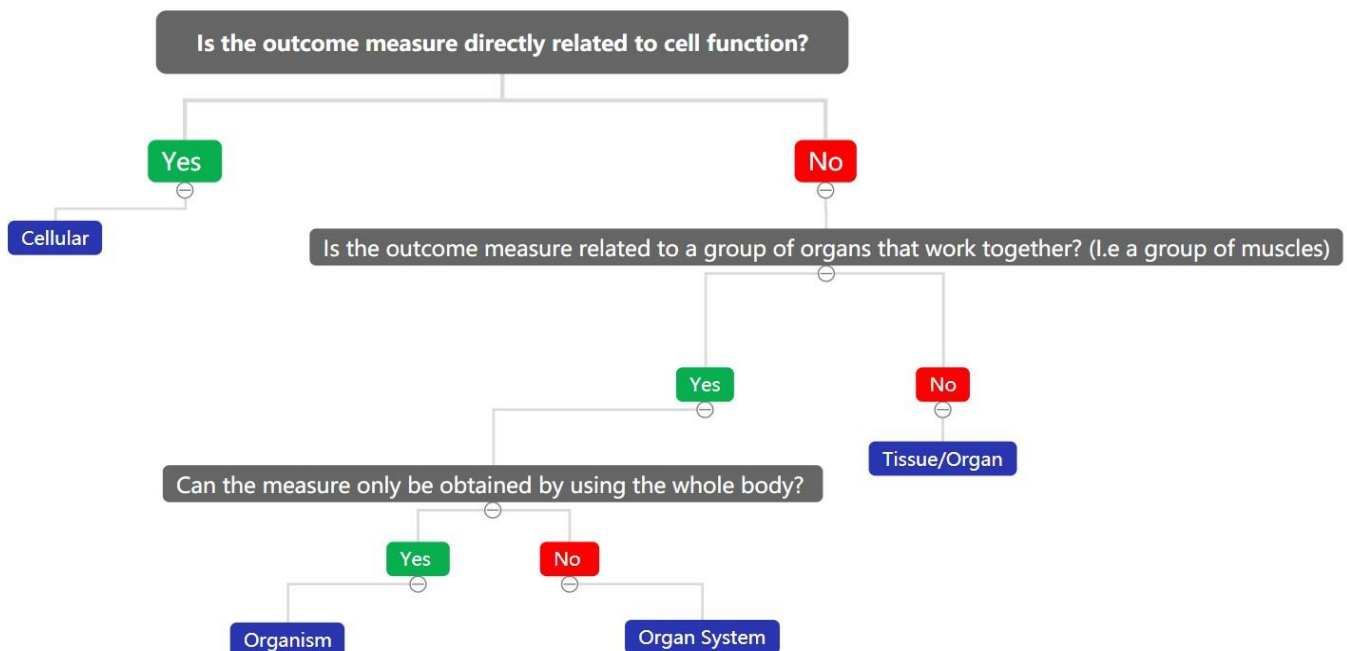 Is the outcome measure directly related to cell function?
Yes
No
Cellular
Is the outcome measure related to a group of organs that work together? (I.e a group of muscles)
Yes
No
Tissue/Organ
Can the measure only be obtained by using the whole body?
Yes
No
Organism
Organ System